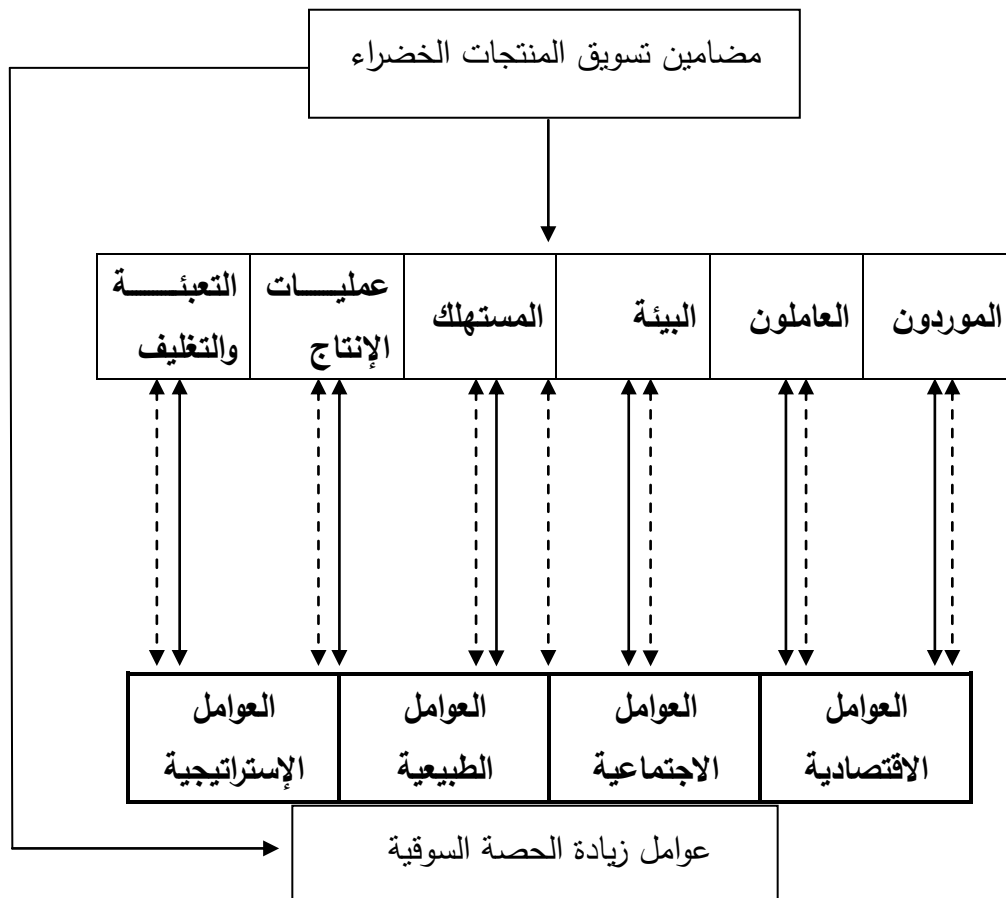 مضامين تسويق المنتجات الخضراء
الموردون
العاملون
البيئة
المستهلك
عمليات
الإنتاج
التعبئة
والتغليف
العوامل
الاقتصادية
العوامل
الاجتماعية
العوامل
الطبيعية
العوامل
الإستراتيجية
عوامل زيادة الحصة السوقية